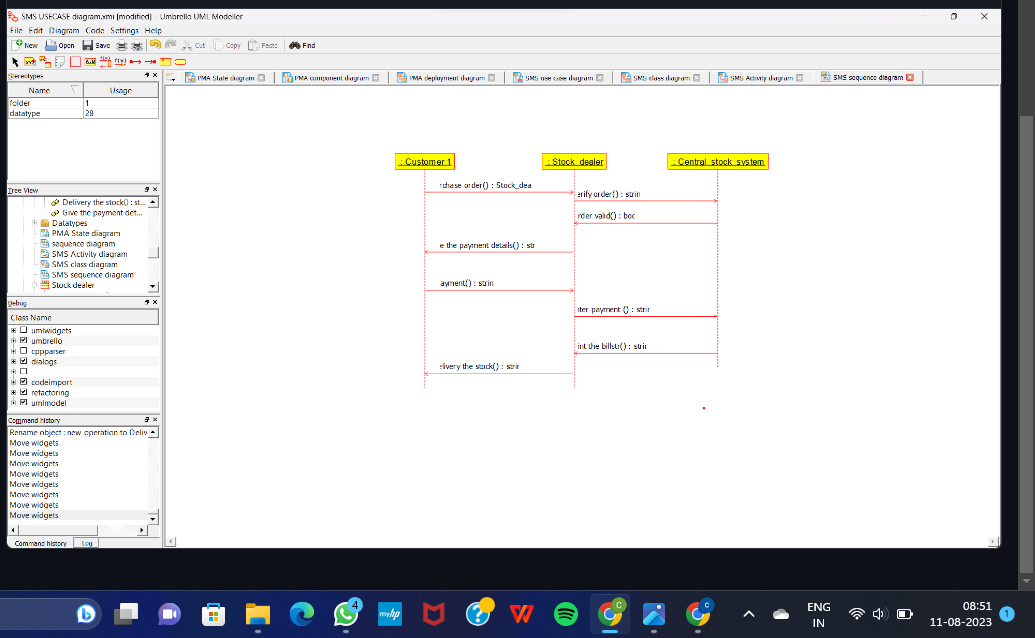 SMS USECASE diagram.xmi [modified] - Umbrello UML Modeller
File Edit Diagram Code Settings Help
New Open Save Cut Copy Paste Find
Stereotypes
PMA State diagram PMA component diagram PMA deployment diagram SMS use case diagram SMS class diagram SMS Activity diagram SMS sequence diagram
Name Usage
folder 1
datatype 28
Tree View
Delivery the stock() : st...
Give the payment det...
Datatypes
PMA State diagram
sequence diagram
SMS Activity diagram
SMS class diagram
SMS sequence diagram
Stock dealer
Debug
Class Name
umlwidgets
umbrello
cppparser
dialogs
codeimport
refactoring
umlmodel
Command history
Rename object : new_operation to Deliv
Move widgets
Move widgets
Move widgets
Move widgets
Move widgets
Move widgets
Move widgets
Move widgets
Command history Log
: Customer 1 : Stock_dealer : Central_stock_system
rchase order() : Stock_dea
erify order() : strin
rder valid() : boo
e the payment details() : str
ayment() : strin
iter payment () : strir
int the billstr() : strir
elivery the stock() : strir
4
myhp
C
C
ENG
IN
08:51
11-08-2023
1